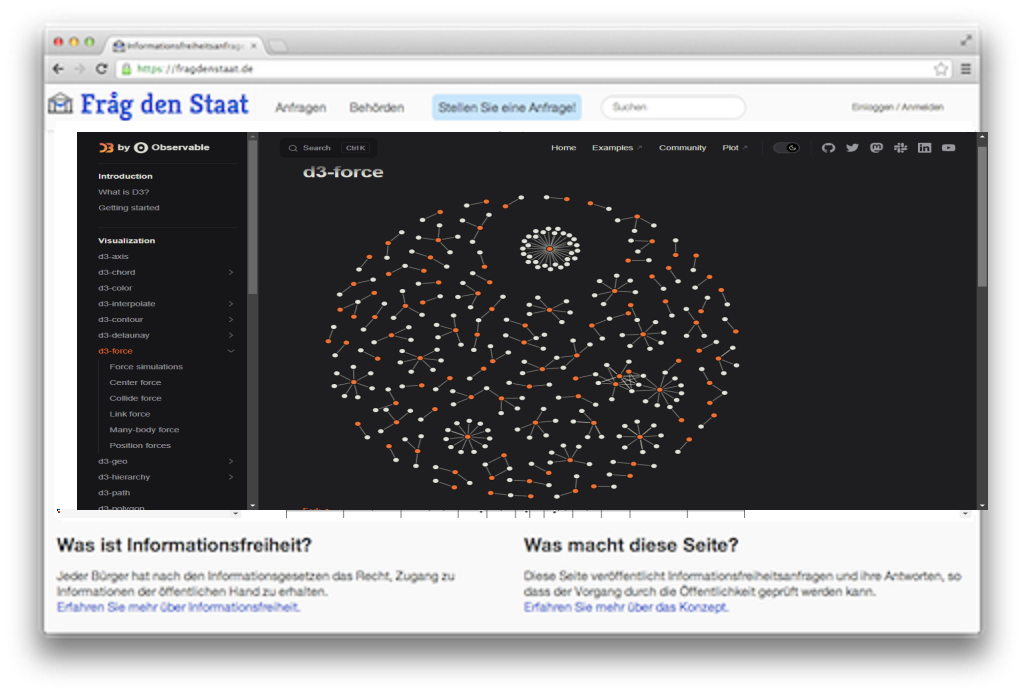 Informationsfreiheitsanfrage
https://fragdenstaat.de
Fråg den Staat
Anfragen
Behörden
Stellen Sie eine Anfrage!
Suchen
Einloggen / Anmelden
D3 by Observable
Search
Ctrl K
Home
Examples
Community
Plot
d3-force
Introduction
What is D3?
Getting started
Visualization
d3-axis
d3-chord
d3-color
d3-interpolate
d3-contour
d3-delaunay
d3-force
Force simulations
Center force
Collide force
Link force
Many-body force
Position forces
d3-geo
d3-hierarchy
d3-path
d3-polygon
Was ist Informationsfreiheit?
Jeder Bürger hat nach den Informationsgesetzen das Recht, Zugang zu
Informationen der öffentlichen Hand zu erhalten.
Erfahren Sie mehr über Informationsfreiheit.
Was macht diese Seite?
Diese Seite veröffentlicht Informationsfreiheitsanfragen und ihre Antworten, so
dass der Vorgang durch die Öffentlichkeit geprüft werden kann.
Erfahren Sie mehr über das Konzept.